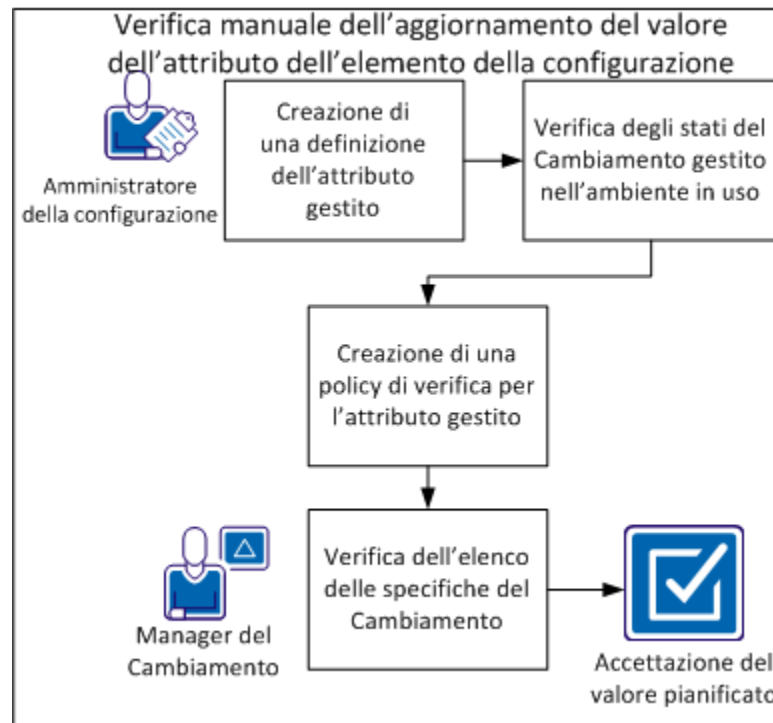 Verifica manuale dell'aggiornamento del valore
dell'attributo dell'elemento della configurazione
Amministratore
della configurazione
Creazione di
una definizione
dell'attributo
gestito
Verifica degli stati del
Cambiamento gestito
nell'ambiente in uso
Creazione di una
policy di verifica per
l'attributo gestito
Manager del
Cambiamento
Verifica dell'elenco
delle specifiche del
Cambiamento
Accettazione del
valore pianificato